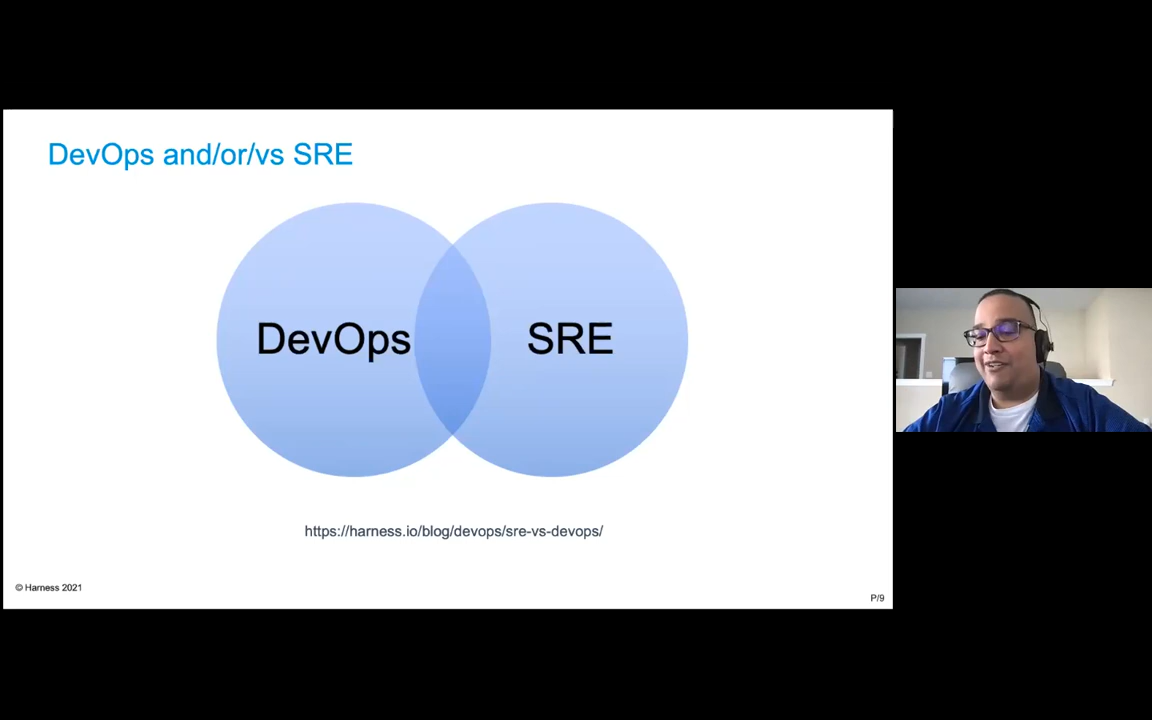 DevOps and/or/vs SRE
DevOps
SRE
https://harness.io/blog/devops/sre-vs-devops/
© Harness 2021
P/9